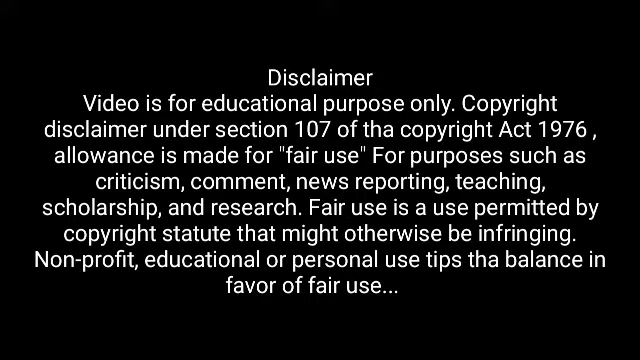 Disclaimer
Video is for educational purpose only. Copyright
disclaimer under section 107 of tha copyright Act 1976 ,
allowance is made for "fair use" For purposes such as
criticism, comment, news reporting, teaching,
scholarship, and research. Fair use is a use permitted by
copyright statute that might otherwise be infringing.
Non-profit, educational or personal use tips tha balance in
favor of fair use...